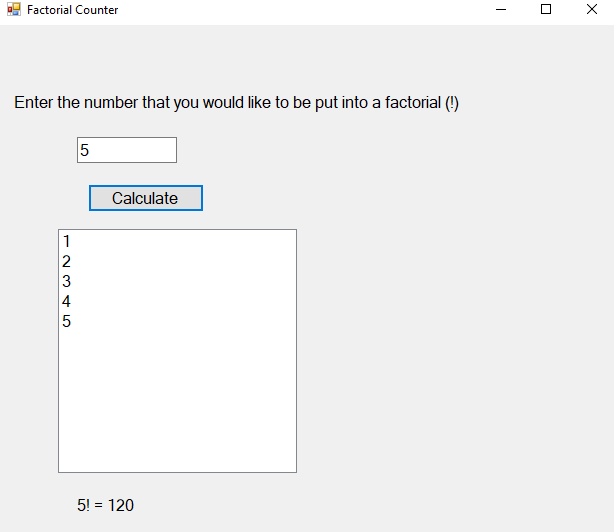 Factorial Counter
Enter the number that you would like to be put into a factorial (!)
5
Calculate
1
2
3
4
5
5! = 120